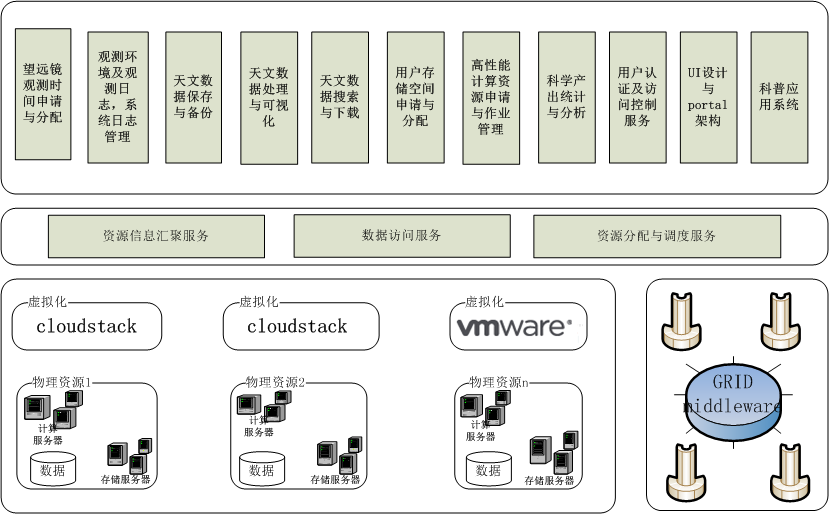 望远镜
观测时
间申请
与分配
观测环
境及观
测日
志，系
统日志
管理
天文数
据保存
与备份
天文数
据处理
与可视
化
天文数
据搜索
与下载
用户存
储空间
申请与
分配
高性能
计算资
源申请
与作业
管理
科学产
出统计
与分析
用户认
证及访
问控制
服务
UI设计
与
portal
架构
科普应
用系统
资源信息汇聚服务
数据访问服务
资源分配与调度服务
虚拟化
cloudstack
虚拟化
cloudstack
虚拟化
vmware®
物理资源1
计算
服务器
数据
存储服务器
物理资源2
计算
服务器
数据
存储服务器
物理资源n
计算
服务器
数据
存储服务器
GRID
middleware